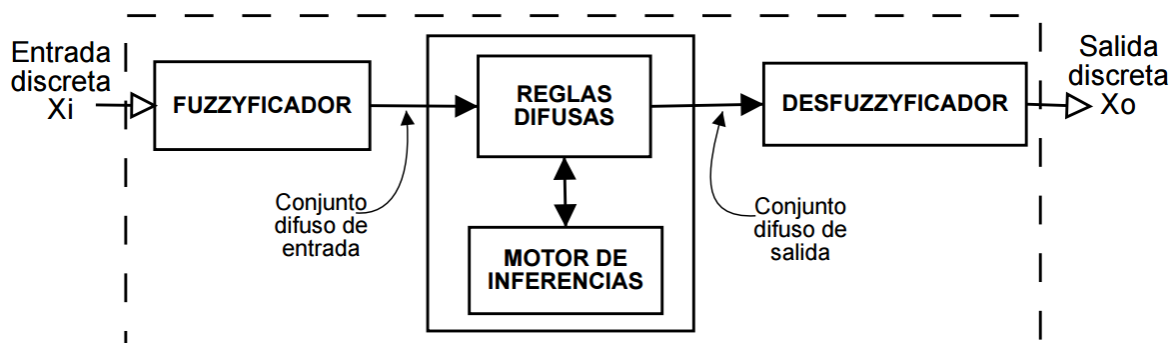 Entrada
discreta
Xi
FUZZYFICADOR
Conjunto
difuso de
entrada
REGLAS
DIFUSAS
MOTOR DE
INFERENCIAS
Conjunto
difuso de
salida
DESFUZZYFICADOR
Salida
discreta
Xo